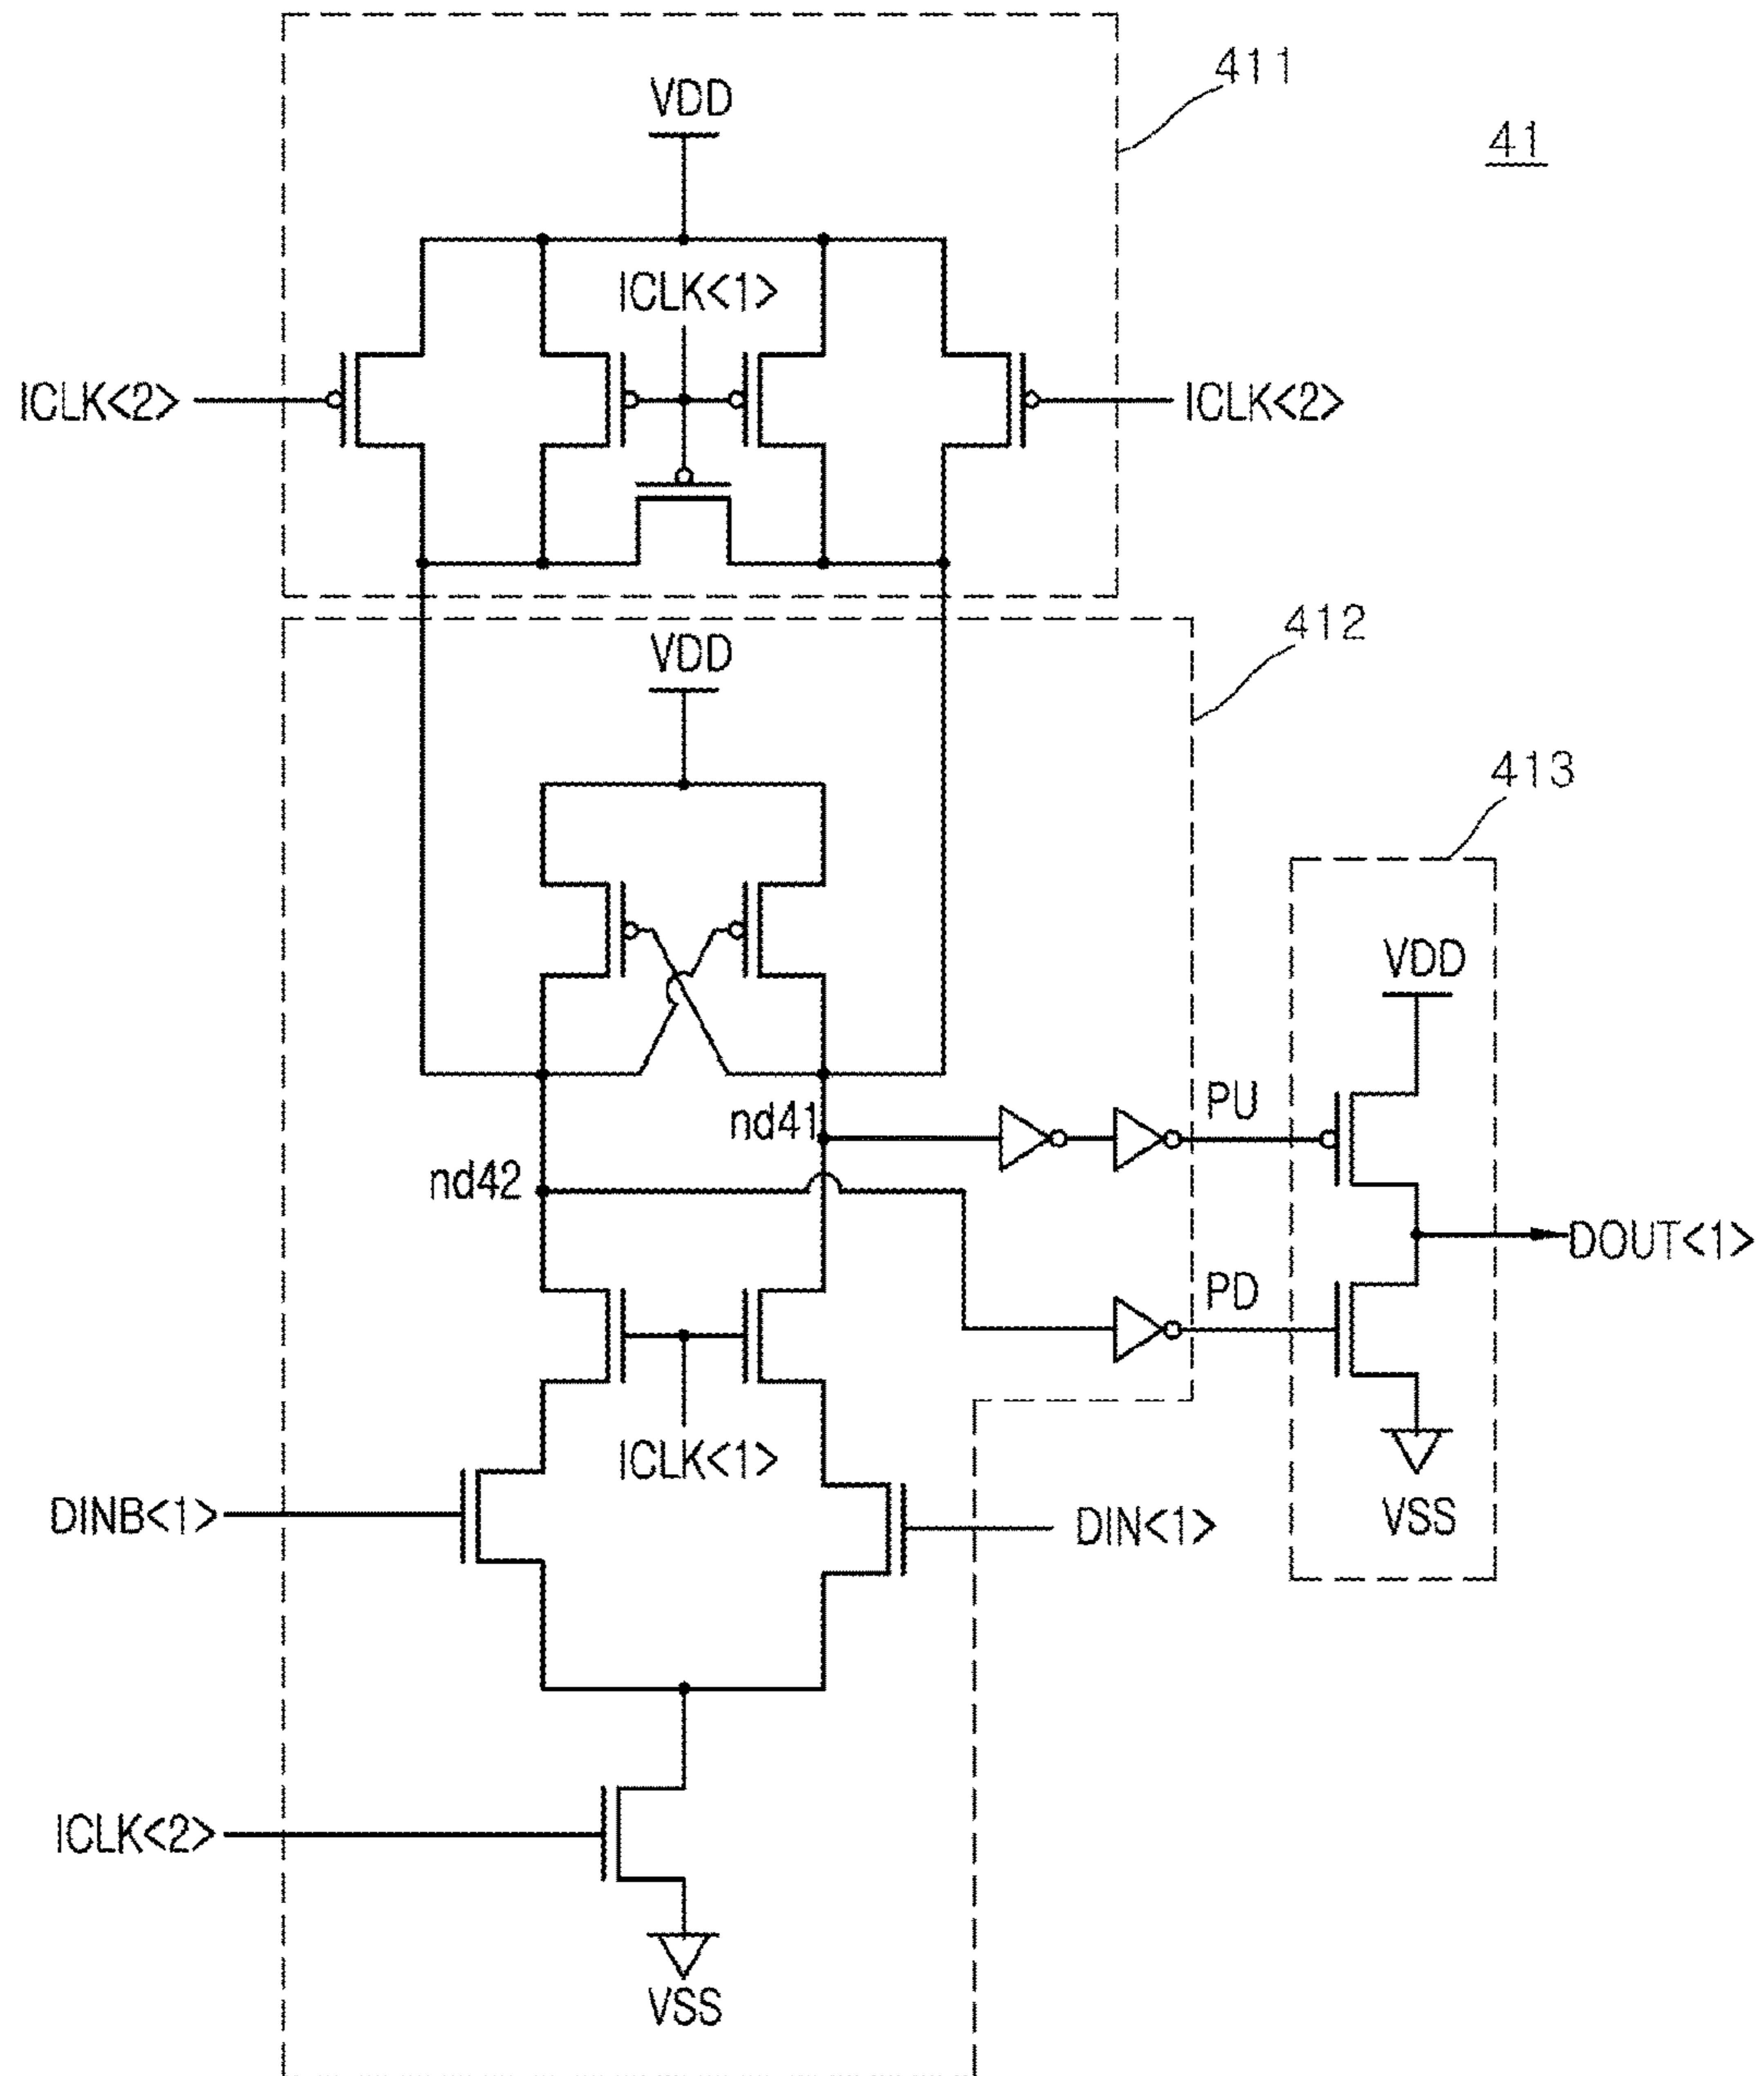 411
VDD
41
ICLK<1>
ICLK<2>
ICLK<2>
412
VDD
413
VDD
PU
nd41
nd42
DOUT<1>
PD
ICLK<1>
DINB<1>
DIN<1>
VSS
ICLK<2>
VSS